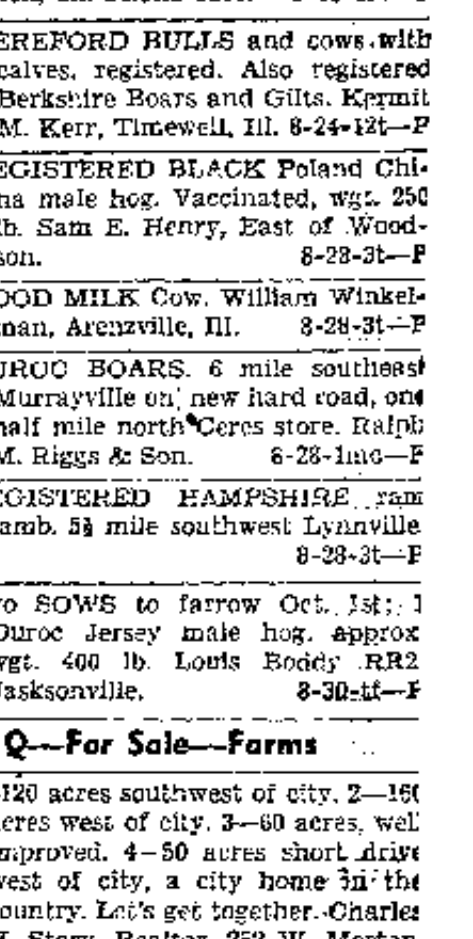 EREFORD BULLS and cows with
calves, registered. Also registered
Berkshire Boars and Gilts. Kermit
M. Kerr, Timewell, Ill. 8-24-12t—P
EGISTERED BLACK Poland Chi-
na male hog. Vaccinated, wgt. 250
lb. Sam E. Henry, East of Wood-
son. 8-28-3t—P
OOD MILK Cow. William Winkel-
man, Arenzville, Ill. 8-28-3t—P
UROC BOARS. 6 mile southeast
Murrayville on new hard road, one
half mile north Ceres store. Ralph
M. Riggs & Son. 8-28-1mo—P
EGISTERED HAMPSHIRE ram
lamb. mile southwest Lynnville
8-28-3t—P
wo SOWS to farrow Oct. 1st; 1
Duroc Jersey male hog. approx
wgt. 400 lb. Louis Boddy RR2
Jasksonville. 8-30-tf—P
Q—For Sale—Farms
120 acres southwest of city. 2—160
acres west of city. 3—60 acres, well
improved. 4—50 acres short drive
west of city, a city home in the
country. Let's get together. Charles
Story, Realtor,